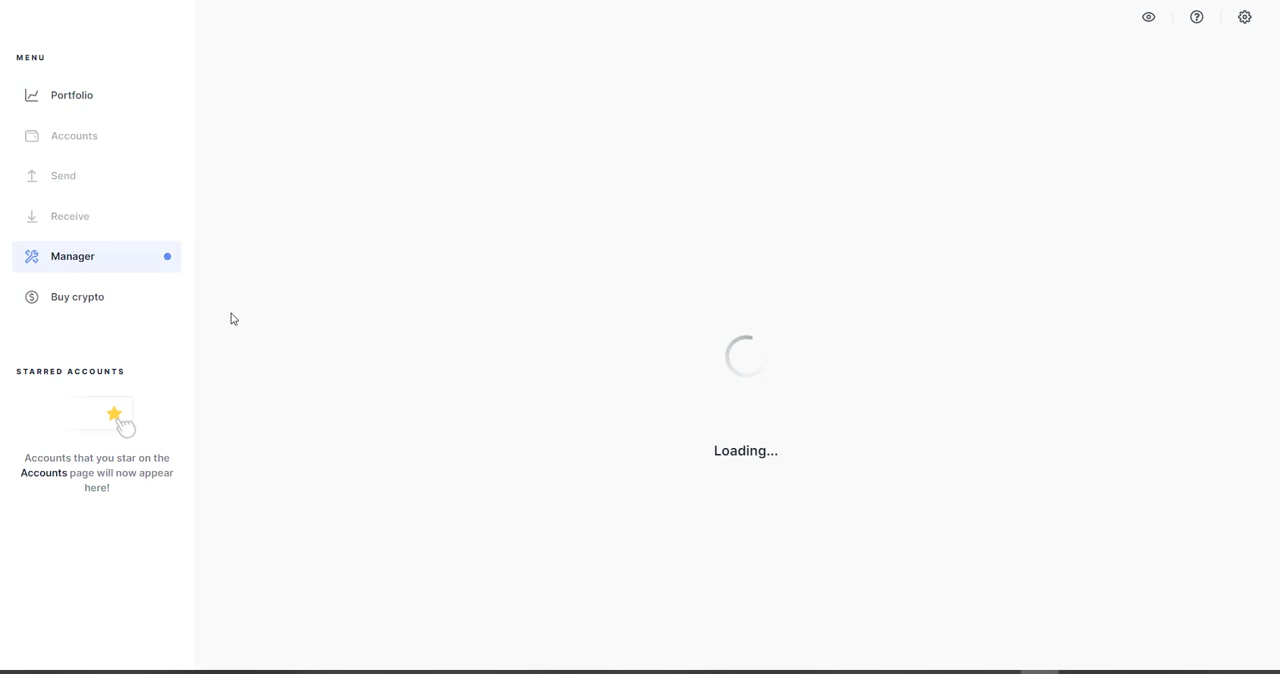 MENU
Portfolio
Accounts
Send
Receive
Manager
Buy crypto
STARRED ACCOUNTS
Accounts that you star on the
Accounts page will now appear
here!
Loading...